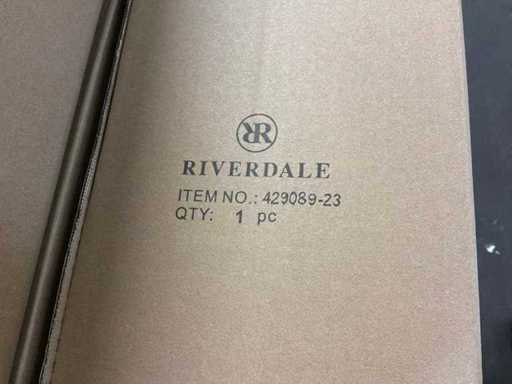 RR
RIVERDALE
ITEM NO.: 429089-23
QTY: 1 pc